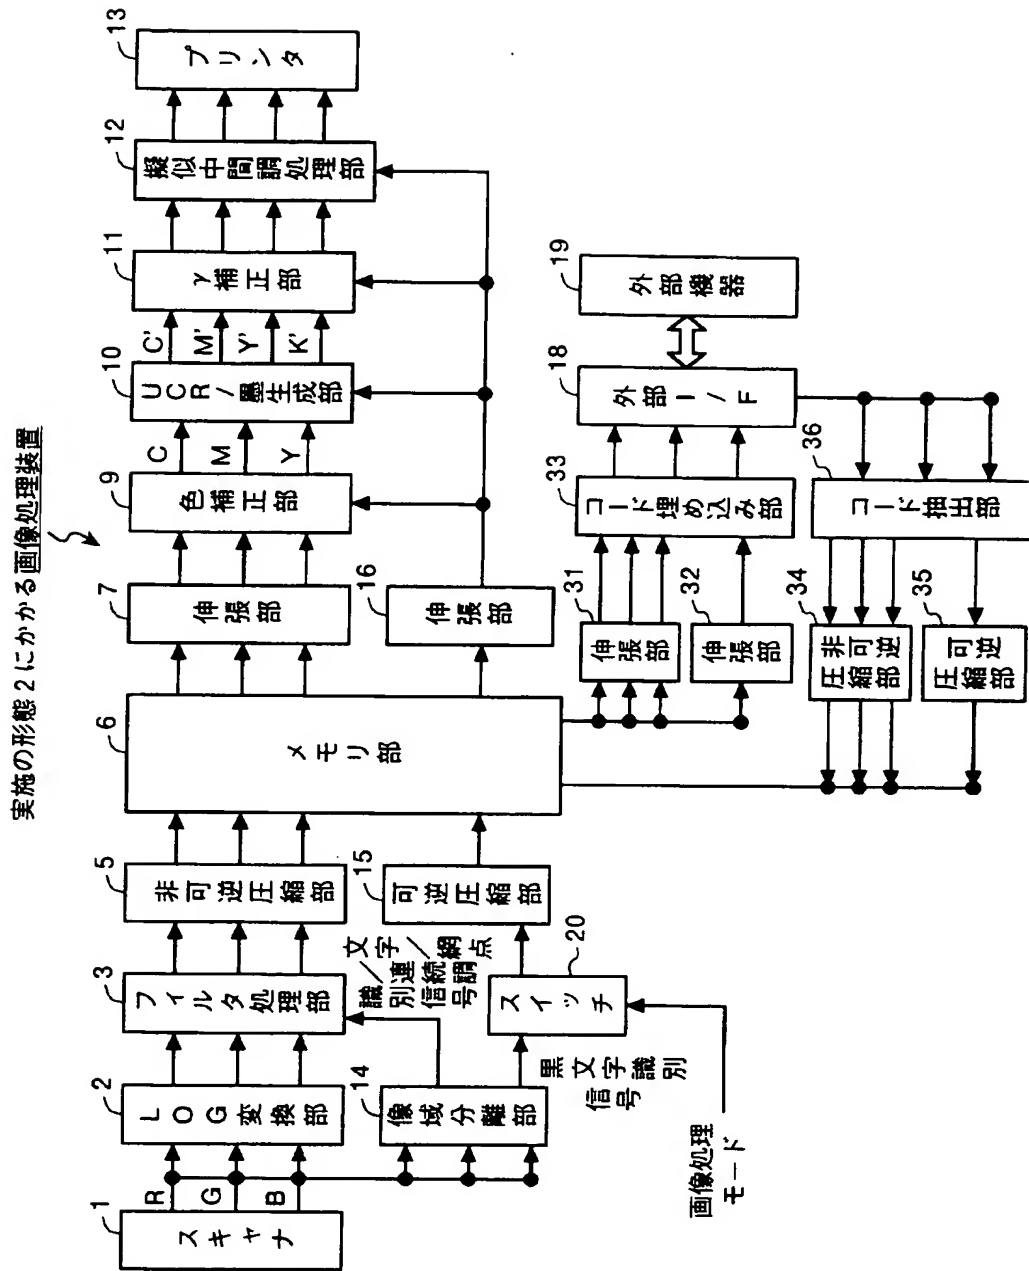 実施の形態2にかかる画像処理装置
1
スキャナ
R
G
B
2
LOG変換部
3
フィルタ処理部
5
非可逆圧縮部
6
メモリ部
7
伸張部
9
色補正部
C
M
Y
10
UCR/墨生成部
C'
M'
Y'
K'
11
γ補正部
12
擬似中間調処理部
13
プリンタ
14
像域分離部
文字/網点
/連続調
識別信号
黒文字識別
信号
20
スイッチ
画像処理
モード
15
可逆圧縮部
16
伸張部
31
伸張部
32
伸張部
33
コード埋め込み部
18
外部I/F
19
外部機器
34
非可逆
圧縮部
35
可逆
圧縮部
36
コード抽出部